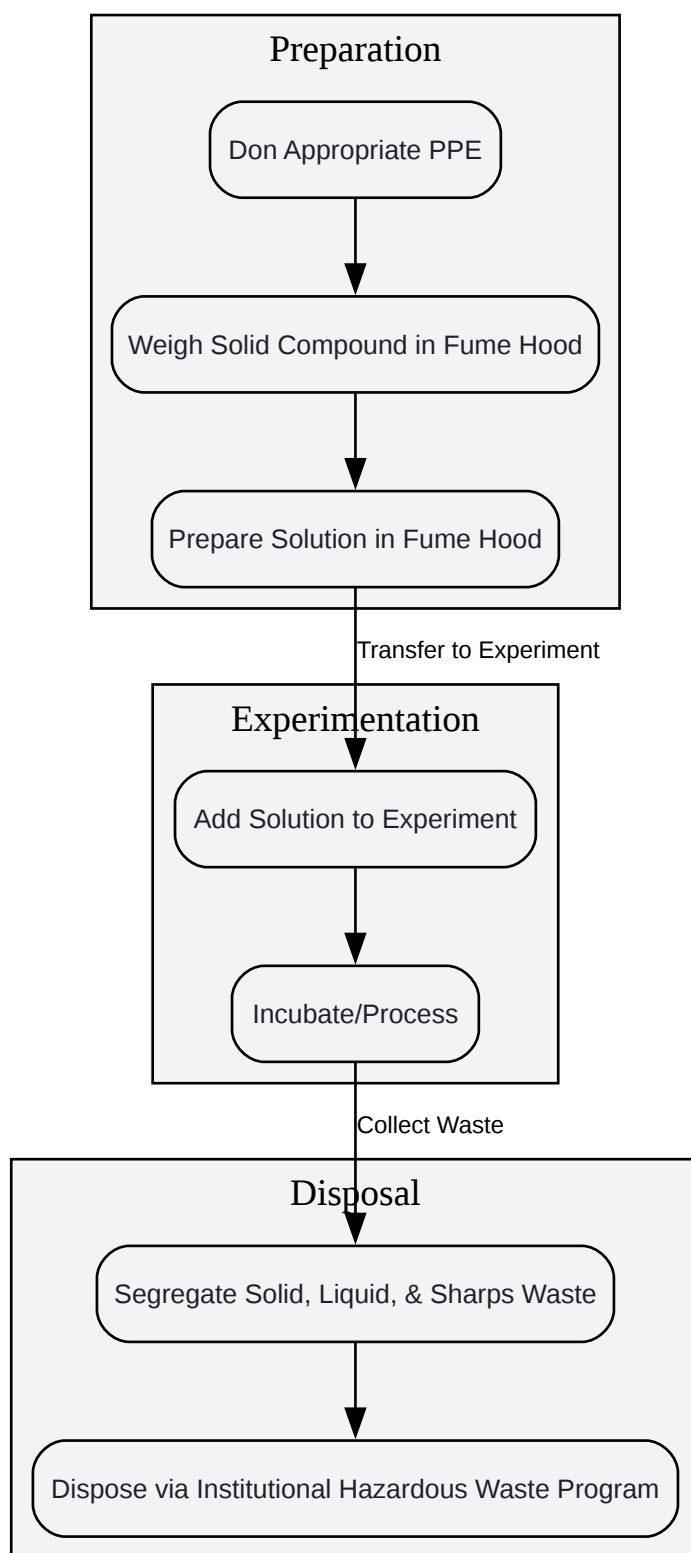 Preparation
Don Appropriate PPE
Weigh Solid Compound in Fume Hood
Prepare Solution in Fume Hood
Transfer to Experiment
Experimentation
Add Solution to Experiment
Incubate/Process
Collect Waste
Disposal
Segregate Solid, Liquid, & Sharps Waste
Dispose via Institutional Hazardous Waste Program